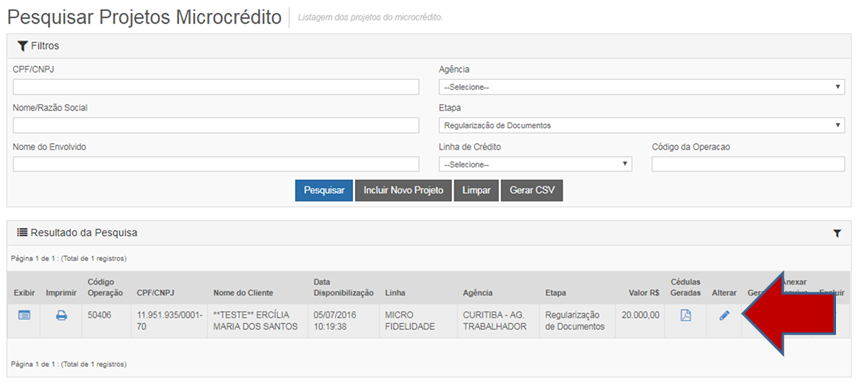 Pesquisar Projetos Microcrédito
Listagem dos projetos do microcrédito.
Filtros
CPF/CNPJ
Agência
--Selecione--
Nome/Razão Social
Etapa
Regularização de Documentos
Nome do Envolvido
Linha de Crédito
Código da Operacao
--Selecione--
Pesquisar Incluir Novo Projeto Limpar Gerar CSV
Resultado da Pesquisa
Página 1 de 1 : (Total de 1 registros)
Exibir Imprimir Código Operação CPF/CNPJ Nome do Cliente Data Disponibilização Linha Agência Etapa Valor R$ Cédulas Geradas Alterar
50406 11.951.935/0001-70 **TESTE** ERCÍLIA MARIA DOS SANTOS 05/07/2016 10:19:38 MICRO FIDELIDADE CURITIBA - AG. TRABALHADOR Regularização de Documentos 20.000,00
Página 1 de 1 : (Total de 1 registros)